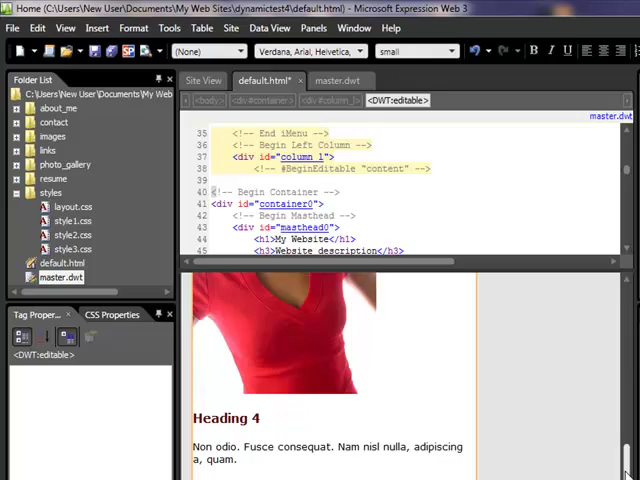 Home (C:\Users\New User\Documents\My Web Sites\dynamictest4\default.html) - Microsoft Expression Web 3
File Edit View Insert Format Tools Table Site Data View Panels Window Help
(None) Verdana, Arial, Helvetica, small B I U
Folder List
Site View default.html* master.dwt
C:\Users\New User\Documents\My Web
about_me
contact
images
links
photo_gallery
resume
styles
layout.css
style1.css
style2.css
style3.css
default.html
master.dwt
<body> <div#container> <div#column_l> <DWT:editable>
master.dwt
35 <!-- End iMenu -->
36 <!-- Begin Left Column -->
37 <div id="column_l">
38 <!-- #BeginEditable "content" -->
39
40 <!-- Begin Container -->
41 <div id="container0">
42 <!-- Begin Masthead -->
43 <div id="masthead0">
44 <h1>My Website</h1>
45 <h3>Website description</h3>
Tag Proper... CSS Properties
<DWT:editable>
Heading 4
Non odio. Fusce consequat. Nam nisl nulla, adipiscing
a, quam.